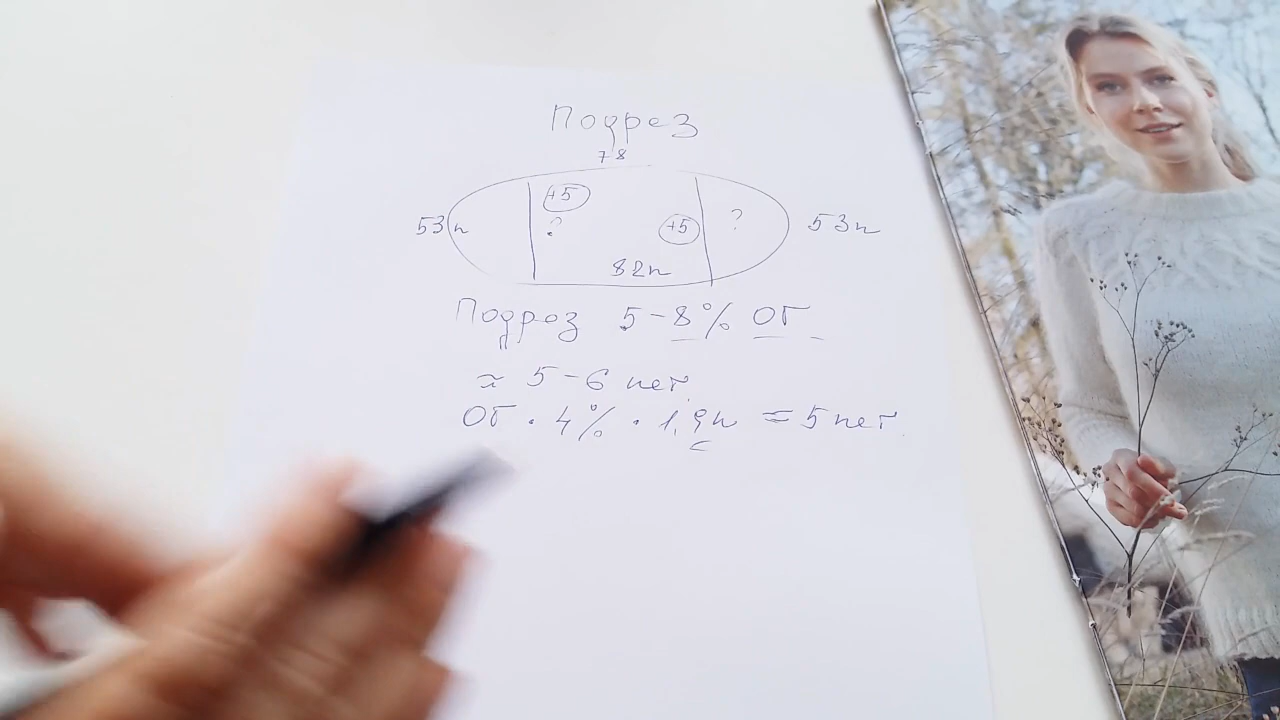 Подрез
78
+5
53п ? +5 ? 53п
82п
Подрез 5-8% ОГ
п
≈ 5-6 пет.
ОГ · 4% · 1,9п = 5 пет.